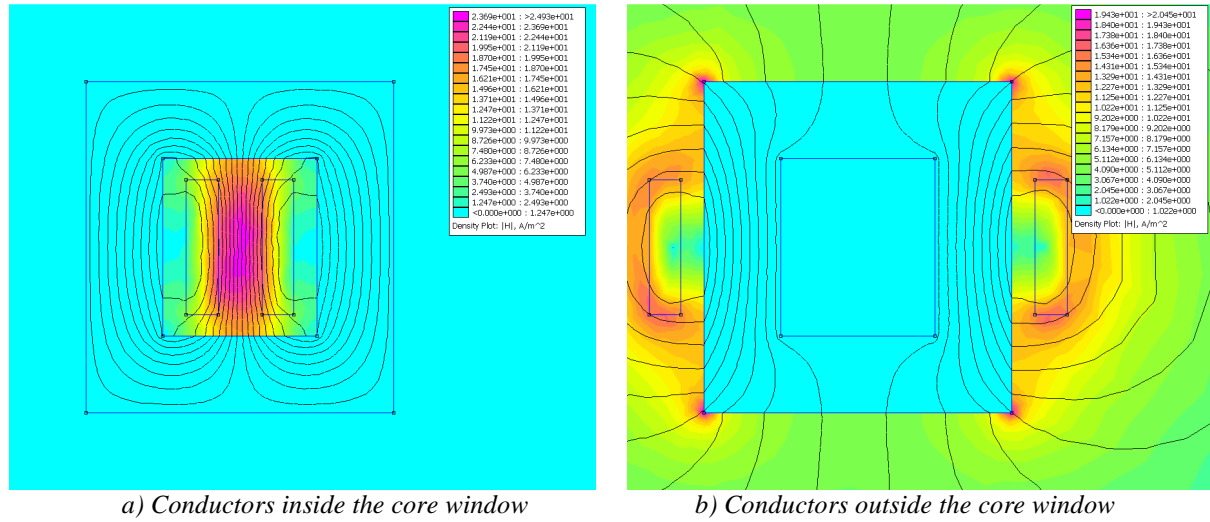 2.369e+001 : >2.493e+001
2.244e+001 : 2.369e+001
2.119e+001 : 2.244e+001
1.995e+001 : 2.119e+001
1.870e+001 : 1.995e+001
1.745e+001 : 1.870e+001
1.621e+001 : 1.745e+001
1.496e+001 : 1.621e+001
1.371e+001 : 1.496e+001
1.247e+001 : 1.371e+001
1.122e+001 : 1.247e+001
9.973e+000 : 1.122e+001
8.726e+000 : 9.973e+000
7.480e+000 : 8.726e+000
6.233e+000 : 7.480e+000
4.987e+000 : 6.233e+000
3.740e+000 : 4.987e+000
2.493e+000 : 3.740e+000
1.247e+000 : 2.493e+000
<0.000e+000 : 1.247e+000
Density Plot: |H|, A/m^2
a) Conductors inside the core window
1.943e+001 : >2.045e+001
1.840e+001 : 1.943e+001
1.738e+001 : 1.840e+001
1.636e+001 : 1.738e+001
1.534e+001 : 1.636e+001
1.431e+001 : 1.534e+001
1.329e+001 : 1.431e+001
1.227e+001 : 1.329e+001
1.125e+001 : 1.227e+001
1.022e+001 : 1.125e+001
9.202e+000 : 1.022e+001
8.179e+000 : 9.202e+000
7.157e+000 : 8.179e+000
6.134e+000 : 7.157e+000
5.112e+000 : 6.134e+000
4.090e+000 : 5.112e+000
3.067e+000 : 4.090e+000
2.045e+000 : 3.067e+000
1.022e+000 : 2.045e+000
<0.000e+000 : 1.022e+000
Density Plot: |H|, A/m^2
b) Conductors outside the core window